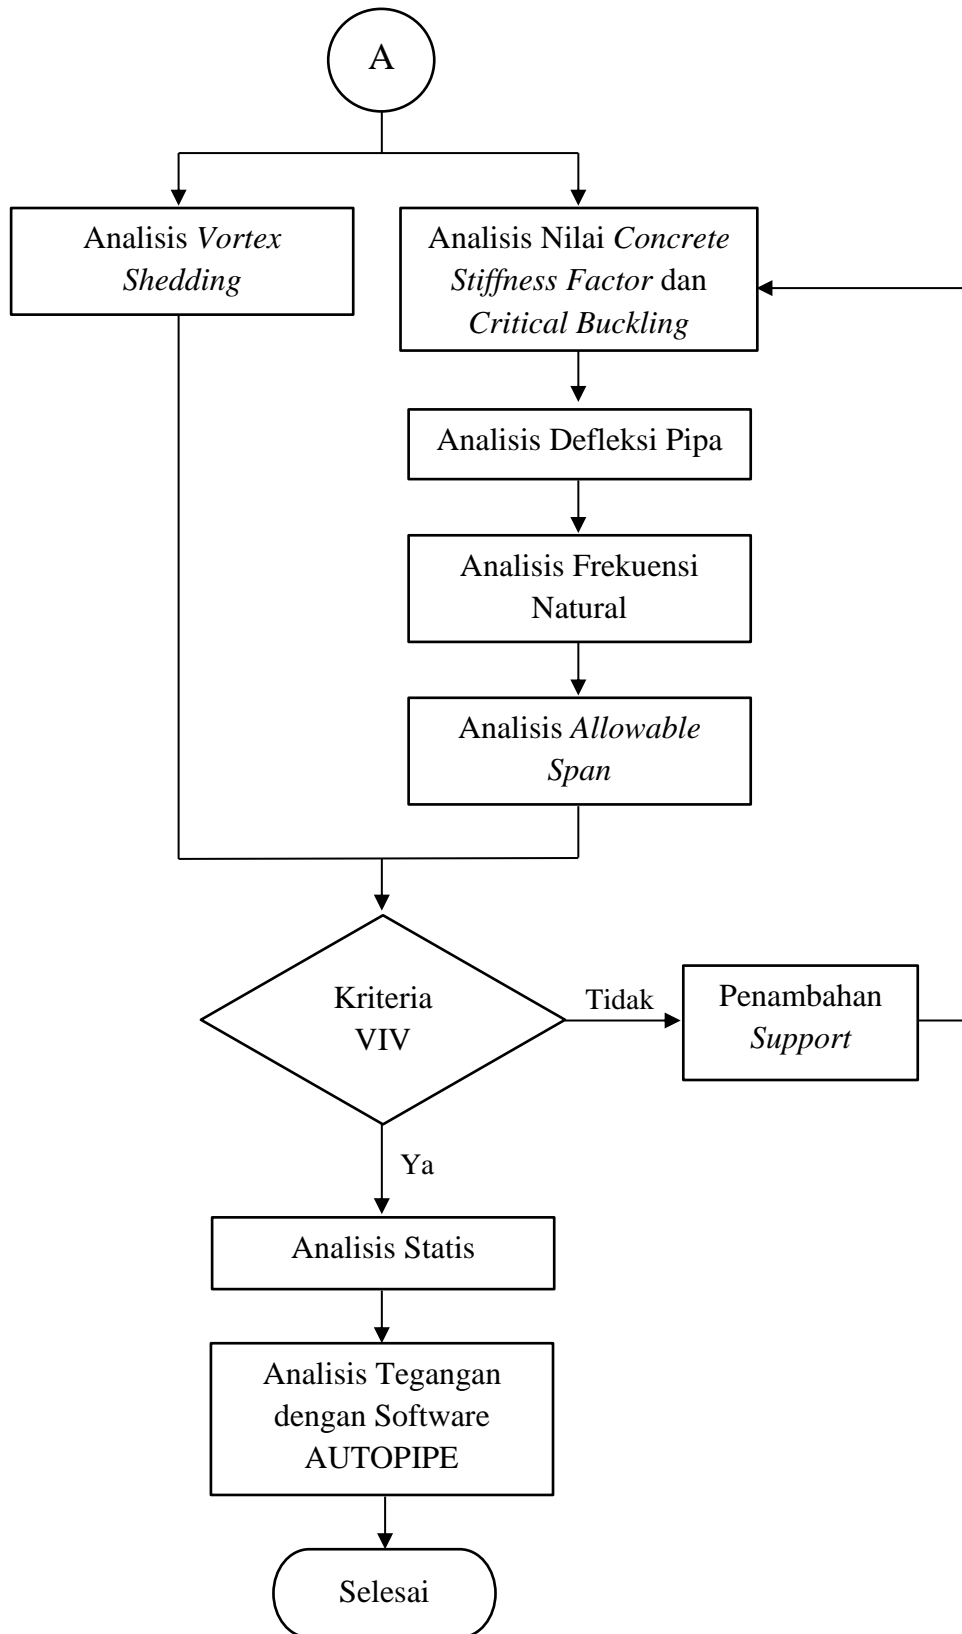 A
Analisis Vortex
Shedding
Analisis Nilai Concrete
Stiffness Factor dan
Critical Buckling
Analisis Defleksi Pipa
Analisis Frekuensi
Natural
Analisis Allowable
Span
Kriteria
VIV
Tidak
Penambahan
Support
Ya
Analisis Statis
Analisis Tegangan
dengan Software
AUTOPIPE
Selesai